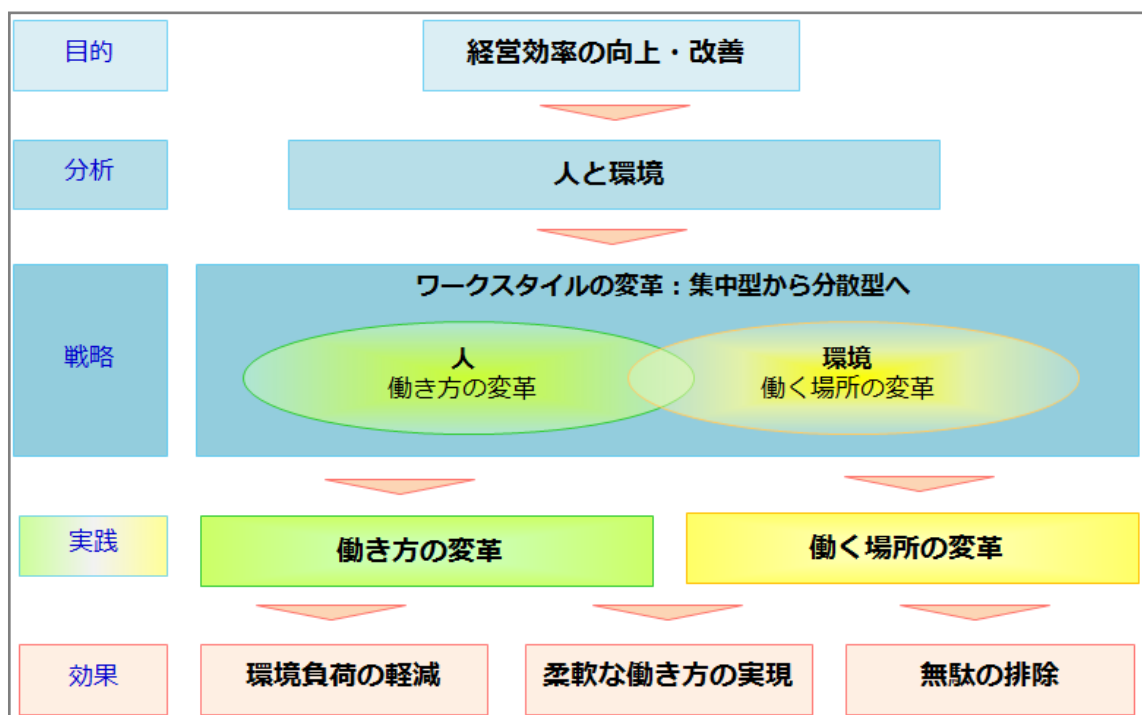 目的
経営効率の向上・改善
分析
人と環境
戦略
ワークスタイルの変革：集中型から分散型へ
人
働き方の変革
環境
働く場所の変革
実践
働き方の変革
働く場所の変革
効果
環境負荷の軽減
柔軟な働き方の実現
無駄の排除